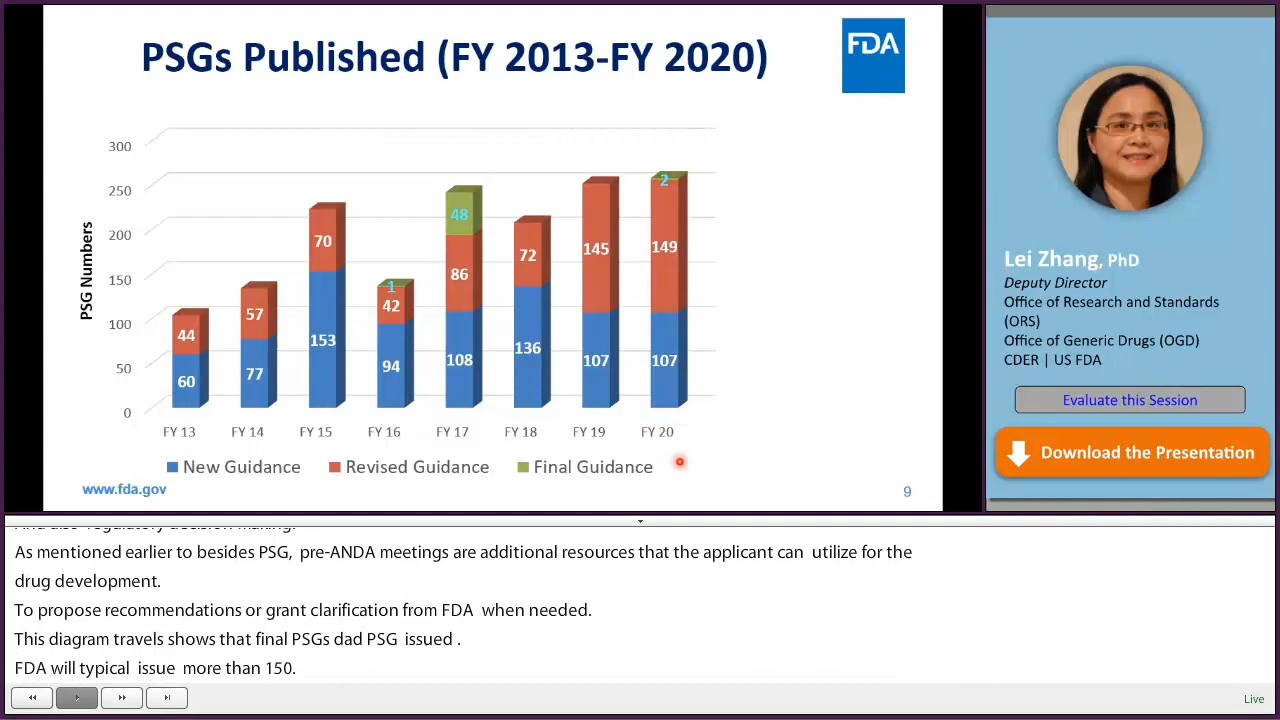 PSGs Published (FY 2013-FY 2020)
FDA
PSG Numbers
300
250
200
150
100
50
0
44
60
57
77
70
153
1
42
94
48
86
108
72
136
145
107
2
149
107
FY 13 FY 14 FY 15 FY 16 FY 17 FY 18 FY 19 FY 20
New Guidance Revised Guidance Final Guidance
www.fda.gov
9
Lei Zhang, PhD
Deputy Director
Office of Research and Standards
(ORS)
Office of Generic Drugs (OGD)
CDER | US FDA
Evaluate this Session
Download the Presentation
As mentioned earlier to besides PSG, pre-ANDA meetings are additional resources that the applicant can utilize for the
drug development.
To propose recommendations or grant clarification from FDA when needed.
This diagram travels shows that final PSGs dad PSG issued .
FDA will typical issue more than 150.
Live